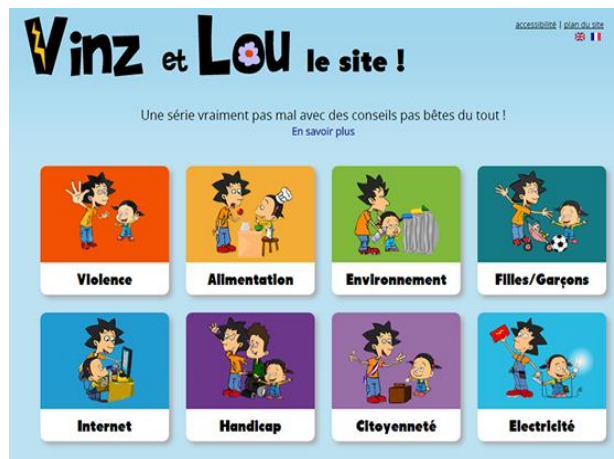 accessibilité | plan du site
Vinz et Lou le site !
Une série vraiment pas mal avec des conseils pas bêtes du tout !
En savoir plus
Violence
Alimentation
Environnement
Filles/Garçons
Internet
Handicap
Citoyenneté
Electricité